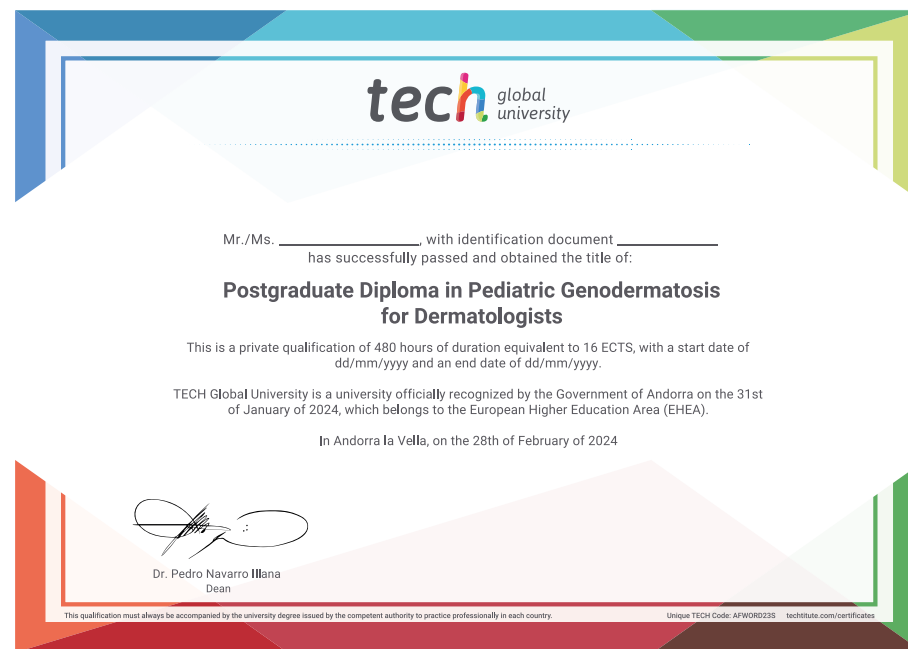 tech global
university
Mr./Ms. ________________, with identification document ____________
has successfully passed and obtained the title of:
Postgraduate Diploma in Pediatric Genodermatosis
for Dermatologists
This is a private qualification of 480 hours of duration equivalent to 16 ECTS, with a start date of
dd/mm/yyyy and an end date of dd/mm/yyyy.
TECH Global University is a university officially recognized by the Government of Andorra on the 31st
of January of 2024, which belongs to the European Higher Education Area (EHEA).
In Andorra la Vella, on the 28th of February of 2024
Dr. Pedro Navarro Illana
Dean
This qualification must always be accompanied by the university degree issued by the competent authority to practice professionally in each country. Unique TECH Code: AFWORD23S techtitute.com/certificates